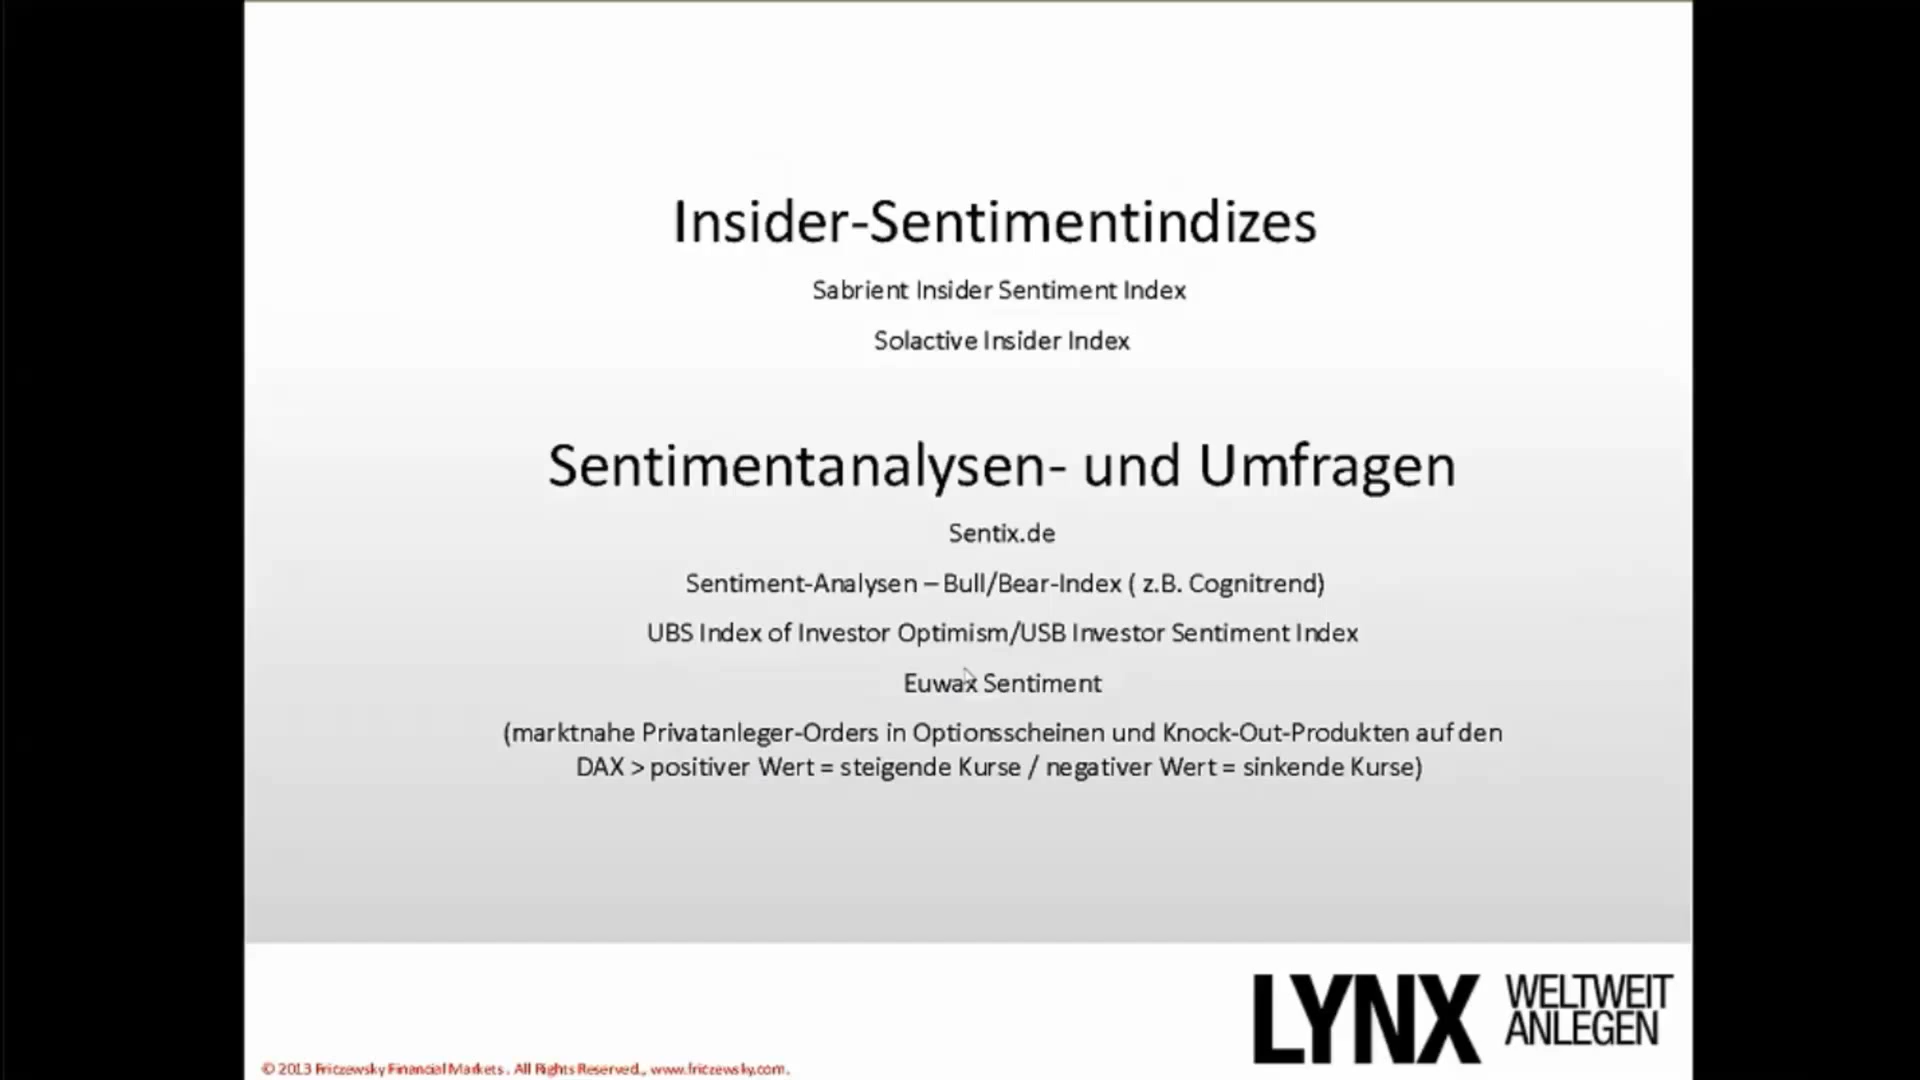 Insider-Sentimentindizes
Sabrient Insider Sentiment Index
Solactive Insider Index
Sentimentanalysen- und Umfragen
Sentix.de
Sentiment-Analysen – Bull/Bear-Index ( z.B. Cognitrend)
UBS Index of Investor Optimism/USB Investor Sentiment Index
Euwax Sentiment
(marktnahe Privatanleger-Orders in Optionsscheinen und Knock-Out-Produkten auf den
DAX > positiver Wert = steigende Kurse / negativer Wert = sinkende Kurse)
LYNX WELTWEIT
ANLEGEN
© 2013 Friczewsky Financial Markets . All Rights Reserved., www.friczewsky.com.